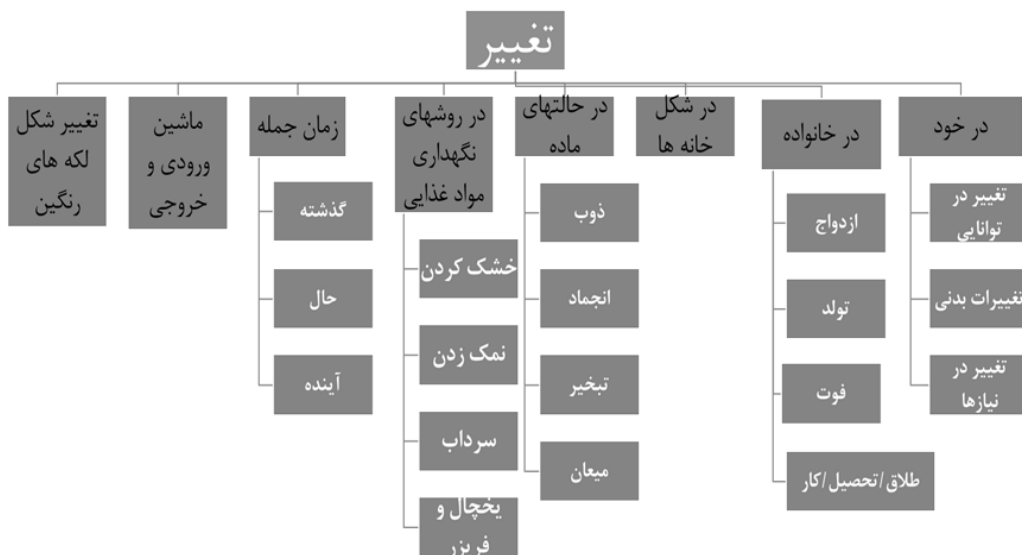 تغییر
در خود
تغییر در
توانایی
تغییرات بدنی
تغییر در
نیازها
در خانواده
ازدواج
تولد
فوت
طلاق/تحصیل/کار
در شکل
خانه ها
در حالتهای
ماده
ذوب
انجماد
تبخیر
میعان
در روشهای
نگهداری
مواد غذایی
خشک کردن
نمک زدن
سرداب
یخچال و
فریزر
زمان جمله
گذشته
حال
آینده
ماشین
ورودی و
خروجی
تغییر شکل
لکه های
رنگین